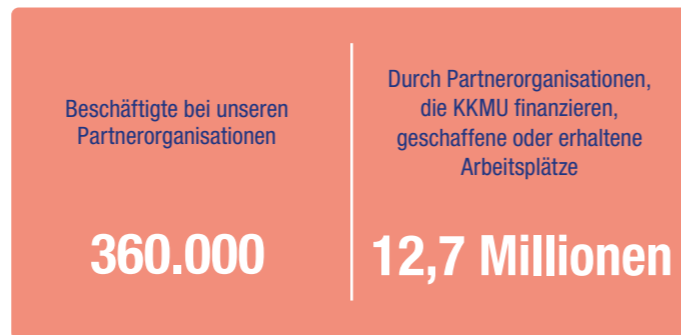 Beschäftigte bei unseren
Partnerorganisationen
360.000
Durch Partnerorganisationen,
die KKMU finanzieren,
geschaffene oder erhaltene
Arbeitsplätze
12,7 Millionen